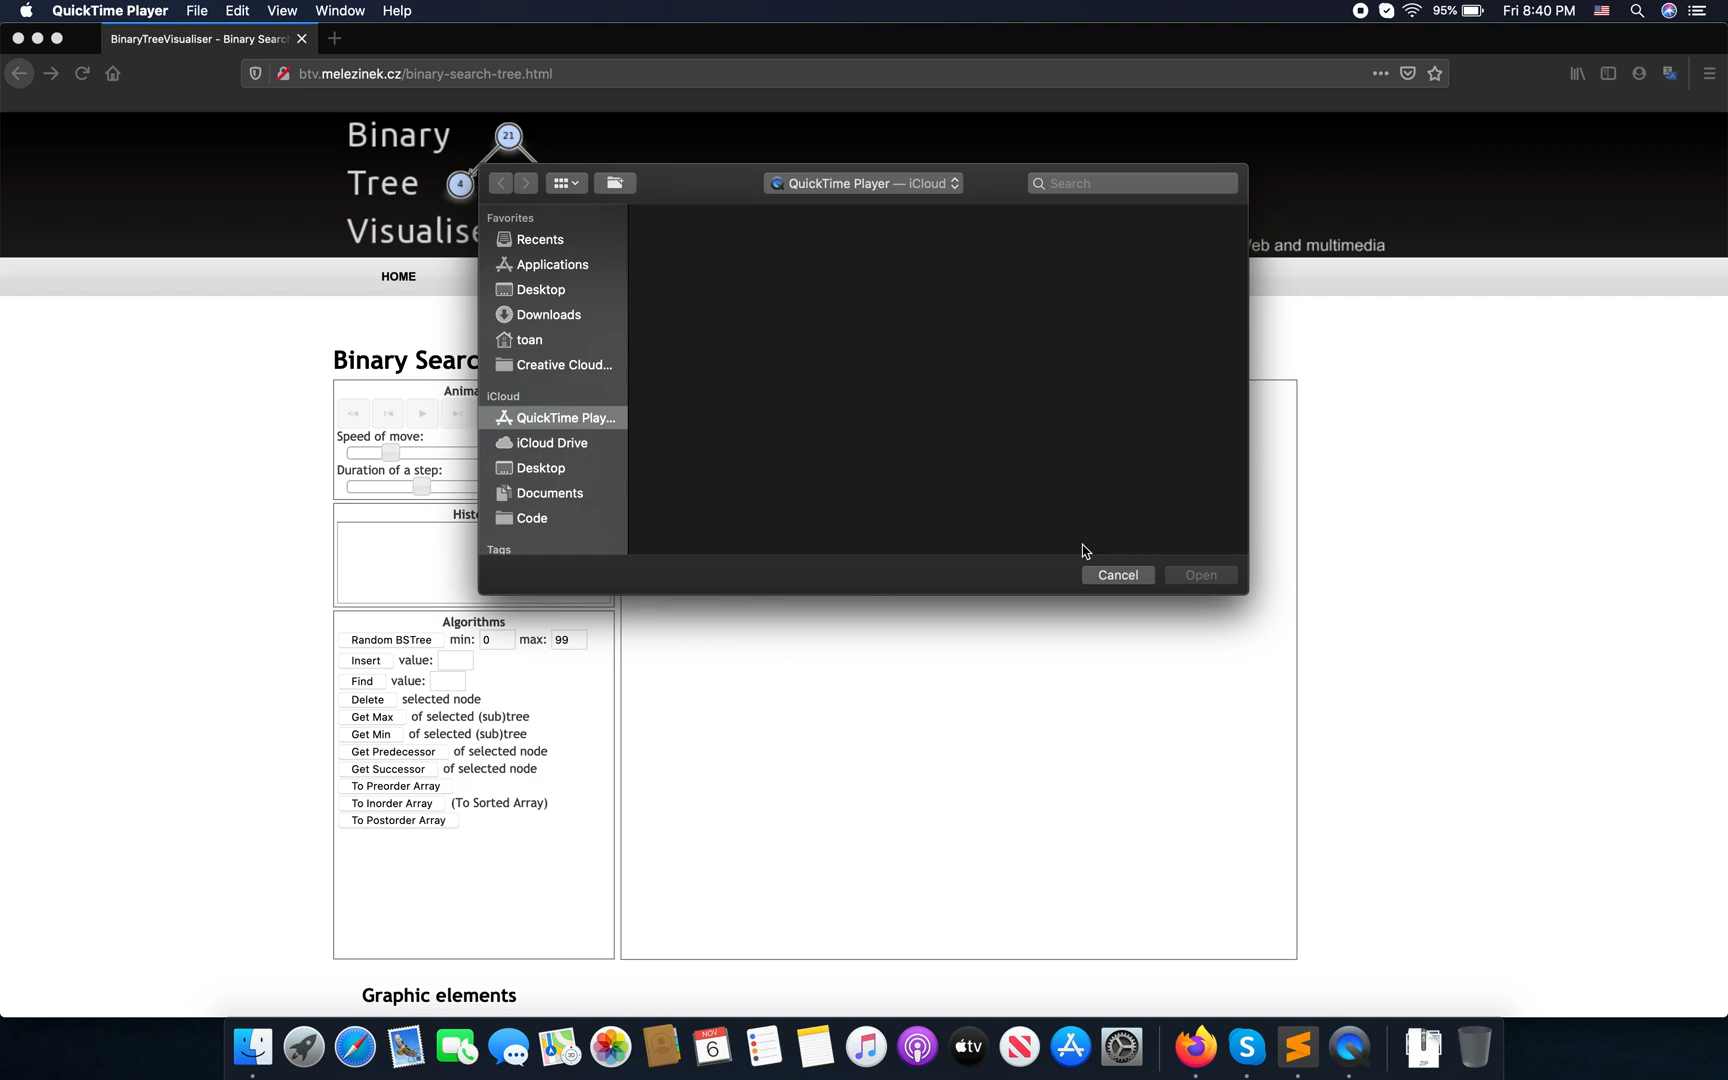 QuickTime Player File Edit View Window Help
95% Fri 8:40 PM
BinaryTreeVisualiser - Binary Searc
btv.melezinek.cz/binary-search-tree.html
Binary
Tree
Visualise
21
4
eb and multimedia
HOME
QuickTime Player — iCloud
Search
Favorites
Recents
Applications
Desktop
Downloads
toan
Creative Cloud...
iCloud
QuickTime Play...
iCloud Drive
Desktop
Documents
Code
Tags
Cancel Open
Binary Searc
Anima
Speed of move:
Duration of a step:
Histo
Algorithms
Random BSTree min: 0 max: 99
Insert value:
Find value:
Delete selected node
Get Max of selected (sub)tree
Get Min of selected (sub)tree
Get Predecessor of selected node
Get Successor of selected node
To Preorder Array
To Inorder Array (To Sorted Array)
To Postorder Array
Graphic elements
NOV
6
3D
tv
ZIP